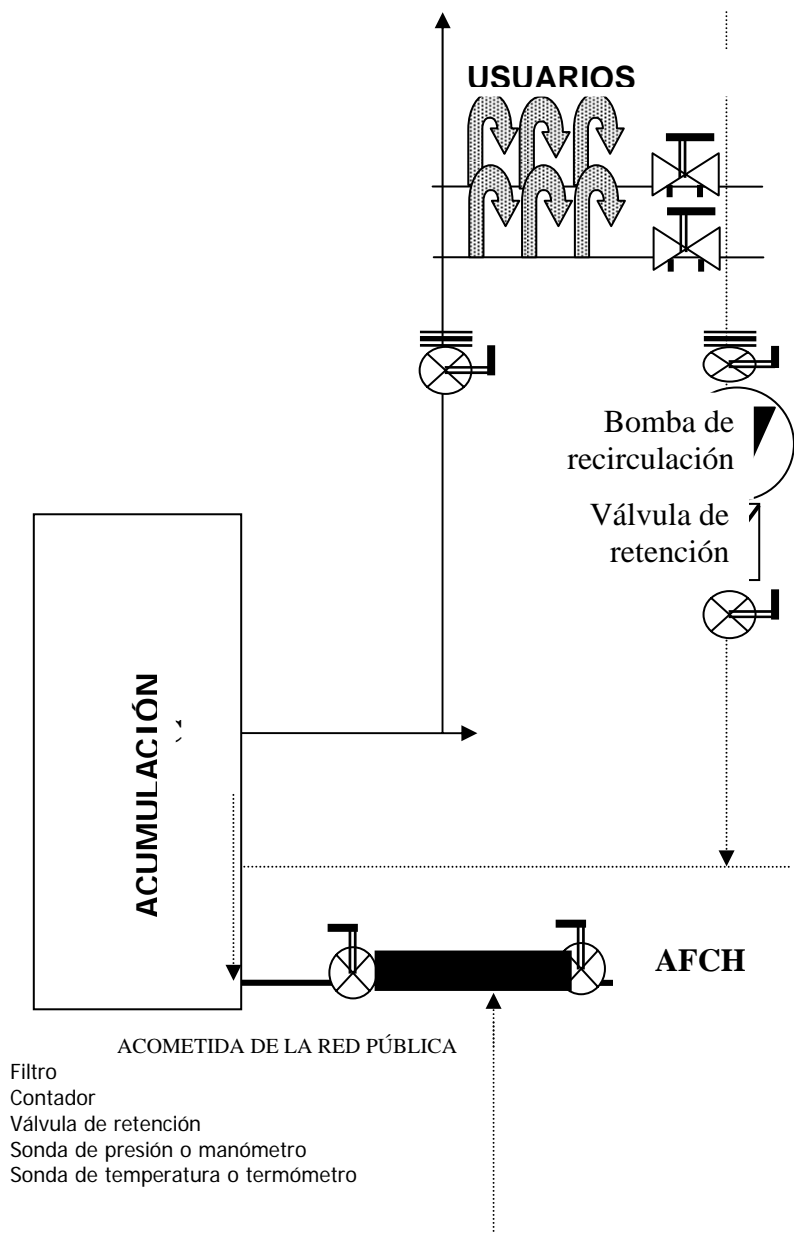 USUARIOS
Bomba de
recirculación
Válvula de
retención
ACUMULACIÓN
AFCH
ACOMETIDA DE LA RED PÚBLICA
Filtro
Contador
Válvula de retención
Sonda de presión o manómetro
Sonda de temperatura o termómetro